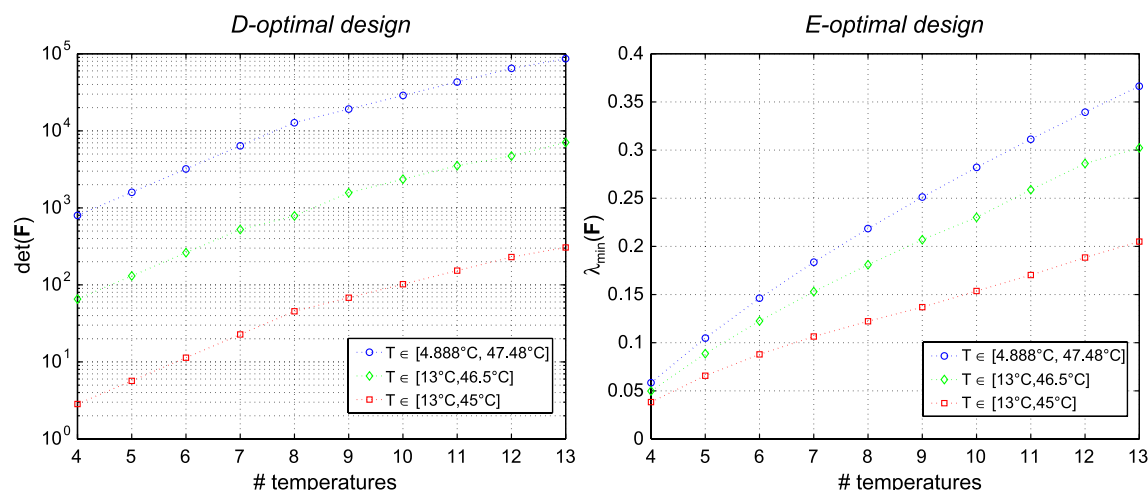 D-optimal design
10^5
10^4
10^3
10^2
10^1
10^0
det(F)
T ∈ [4.888°C, 47.48°C]
T ∈ [13°C,46.5°C]
T ∈ [13°C,45°C]
4 5 6 7 8 9 10 11 12 13
# temperatures
E-optimal design
0.4
0.35
0.3
0.25
0.2
0.15
0.1
0.05
0
λmin(F)
T ∈ [4.888°C, 47.48°C]
T ∈ [13°C,46.5°C]
T ∈ [13°C,45°C]
4 5 6 7 8 9 10 11 12 13
# temperatures